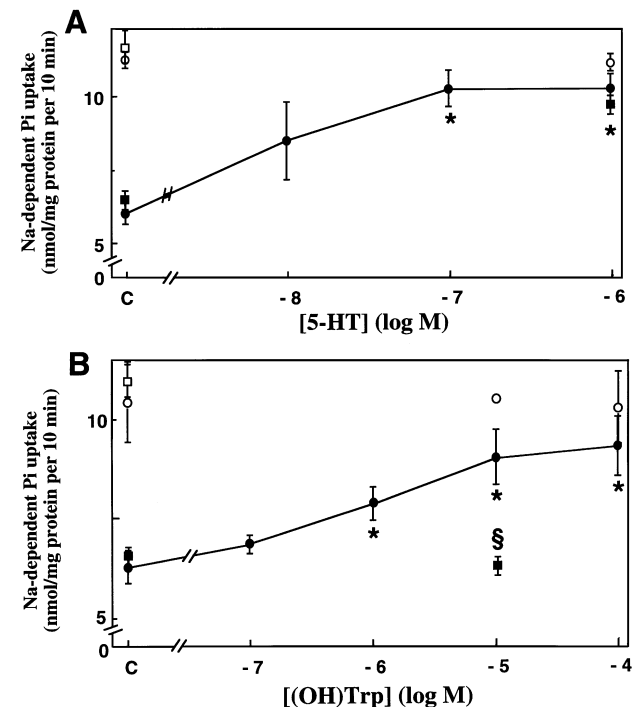 A
Na-dependent Pi uptake
(nmol/mg protein per 10 min)
10
5
0
C
- 8
- 7
- 6
*
*
[5-HT] (log M)
B
Na-dependent Pi uptake
(nmol/mg protein per 10 min)
10
5
0
*
*
*
§
C
- 7
- 6
- 5
- 4
[(OH)Trp] (log M)